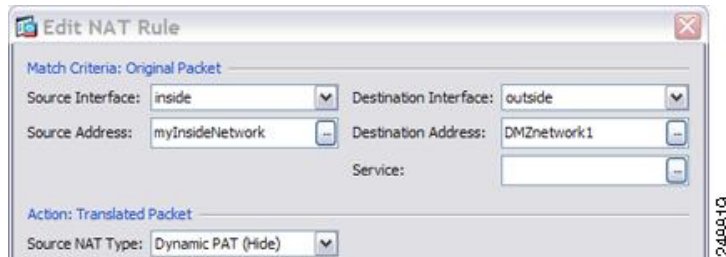 Edit NAT Rule
Match Criteria: Original Packet
Source Interface: inside Destination Interface: outside
Source Address: myInsideNetwork ... Destination Address: DMZnetwork1 ...
Service: ...
Action: Translated Packet
Source NAT Type: Dynamic PAT (Hide)
248819